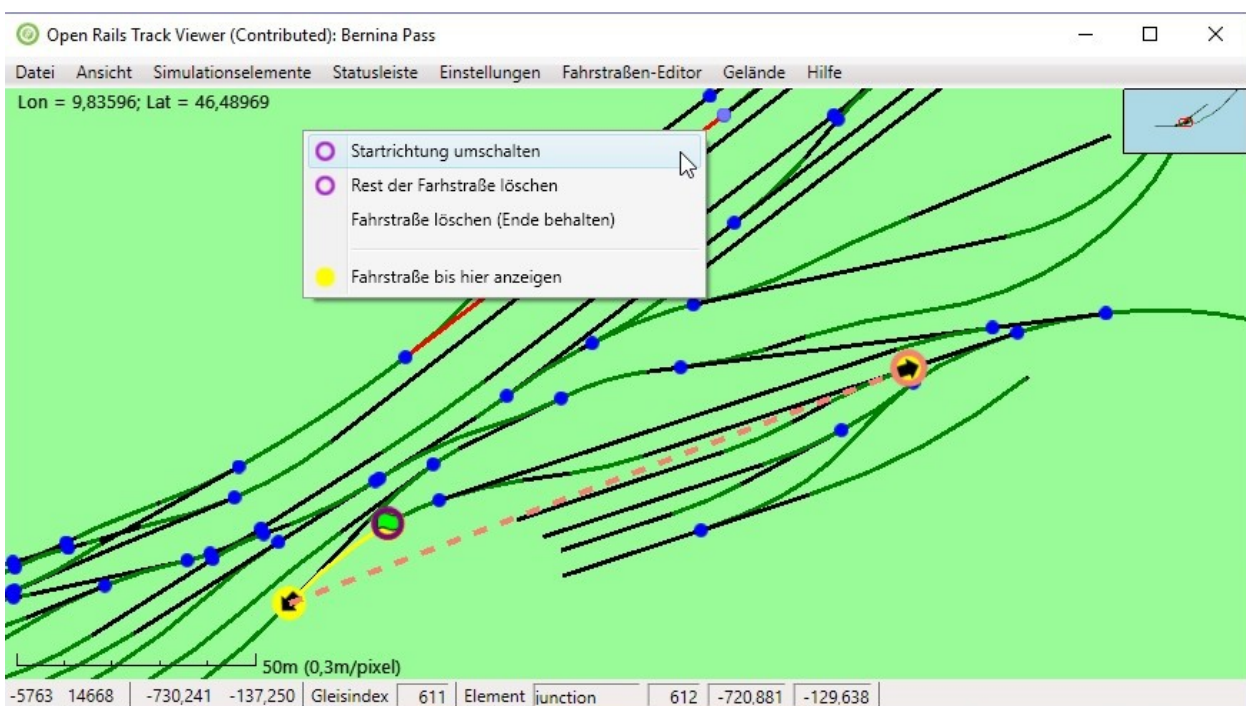 Open Rails Track Viewer (Contributed): Bernina Pass
Datei Ansicht Simulationselemente Statusleiste Einstellungen Fahrstraßen-Editor Gelände Hilfe
Lon = 9,83596; Lat = 46,48969
Startrichtung umschalten
Rest der Farhstraße löschen
Fahrstraße löschen (Ende behalten)
Fahrstraße bis hier anzeigen
50m (0,3m/pixel)
-5763 14668 -730,241 -137,250 Gleisindex 611 Element junction 612 -720,881 -129,638